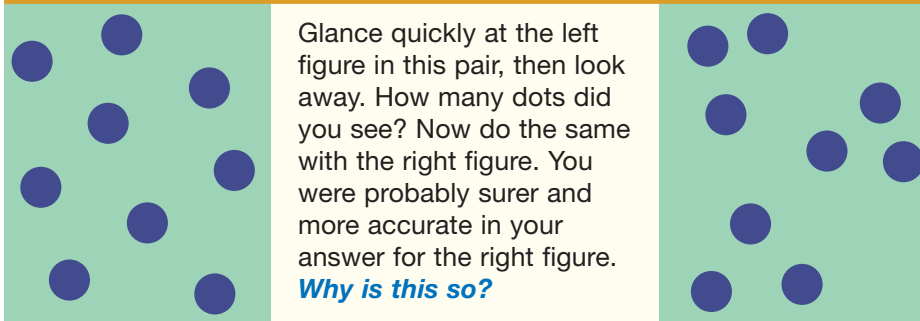 Glance quickly at the left
figure in this pair, then look
away. How many dots did
you see? Now do the same
with the right figure. You
were probably surer and
more accurate in your
answer for the right figure.
Why is this so?